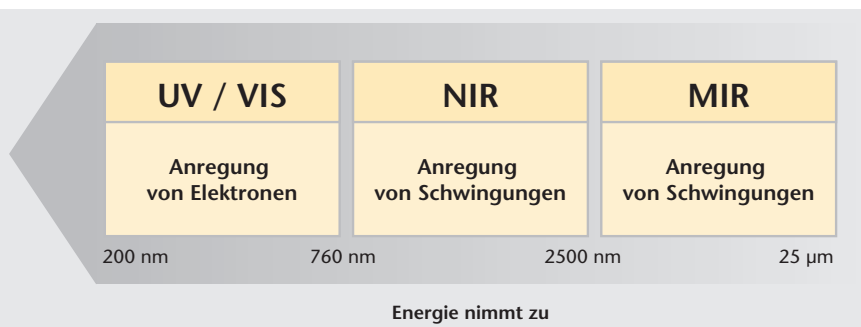 UV / VIS
Anregung
von Elektronen
NIR
Anregung
von Schwingungen
MIR
Anregung
von Schwingungen
200 nm
760 nm
2500 nm
25 µm
Energie nimmt zu